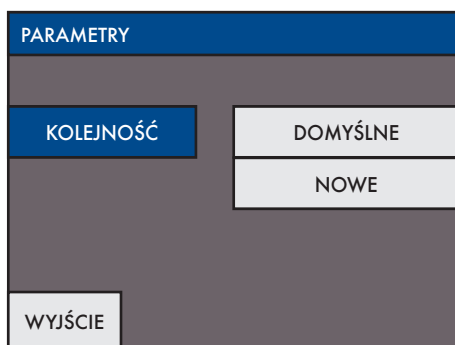 PARAMETRY
KOLEJNOŚĆ
DOMYŚLNE
NOWE
WYJŚCIE